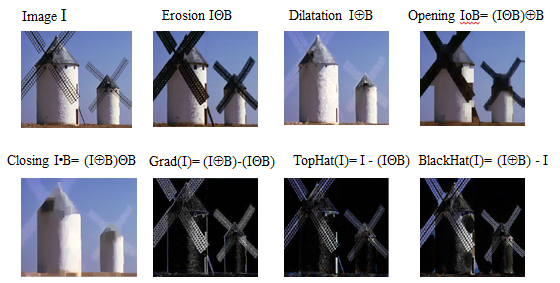 Image I
Erosion IΘB
Dilatation I⊕B
Opening IoB= (IΘB)⊕B
Closing I•B= (I⊕B)ΘB
Grad(I)= (I⊕B)-(IΘB)
TopHat(I)= I - (IΘB)
BlackHat(I)= (I⊕B) - I